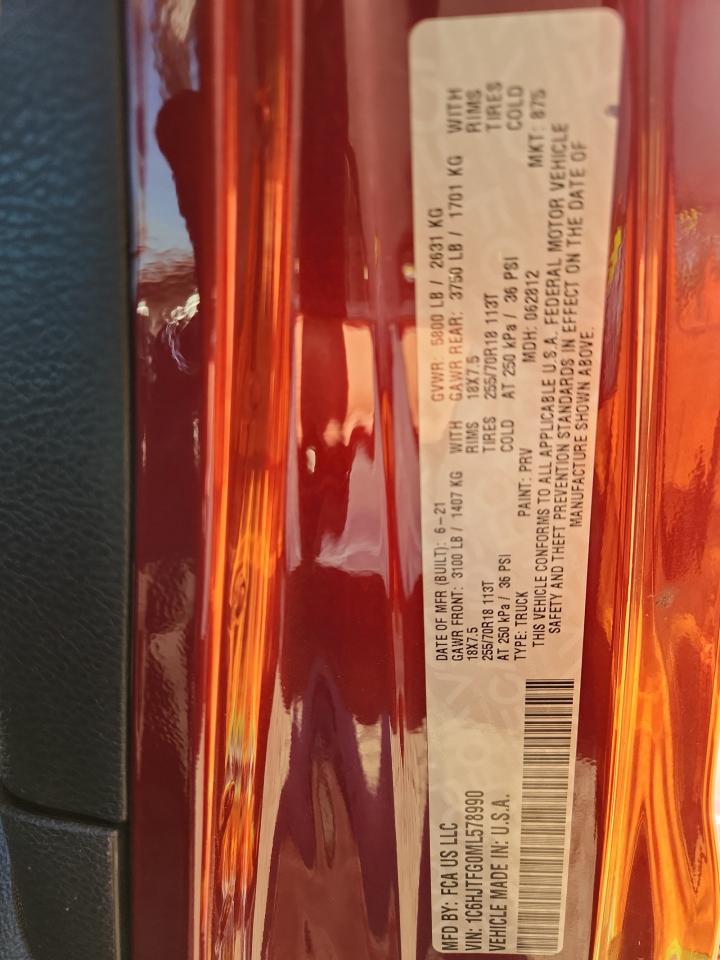 MFD BY: FCA US LLC
VIN: 1C6HJTFG0ML578990
VEHICLE MADE IN: U.S.A.
DATE OF MFR (BUILT): 6-21 GVWR: 5800 LB / 2631 KG
GAWR FRONT: 3100 LB / 1407 KG WITH GAWR REAR: 3750 LB / 1701 KG WITH
18X7.5 RIMS 18X7.5 RIMS
255/70R18 113T TIRES 255/70R18 113T TIRES
AT 250 kPa / 36 PSI COLD AT 250 kPa / 36 PSI COLD
TYPE: TRUCK PAINT: PRV MDH: 062812 MKT: 875
THIS VEHICLE CONFORMS TO ALL APPLICABLE U.S.A. FEDERAL MOTOR VEHICLE
SAFETY AND THEFT PREVENTION STANDARDS IN EFFECT ON THE DATE OF
MANUFACTURE SHOWN ABOVE.